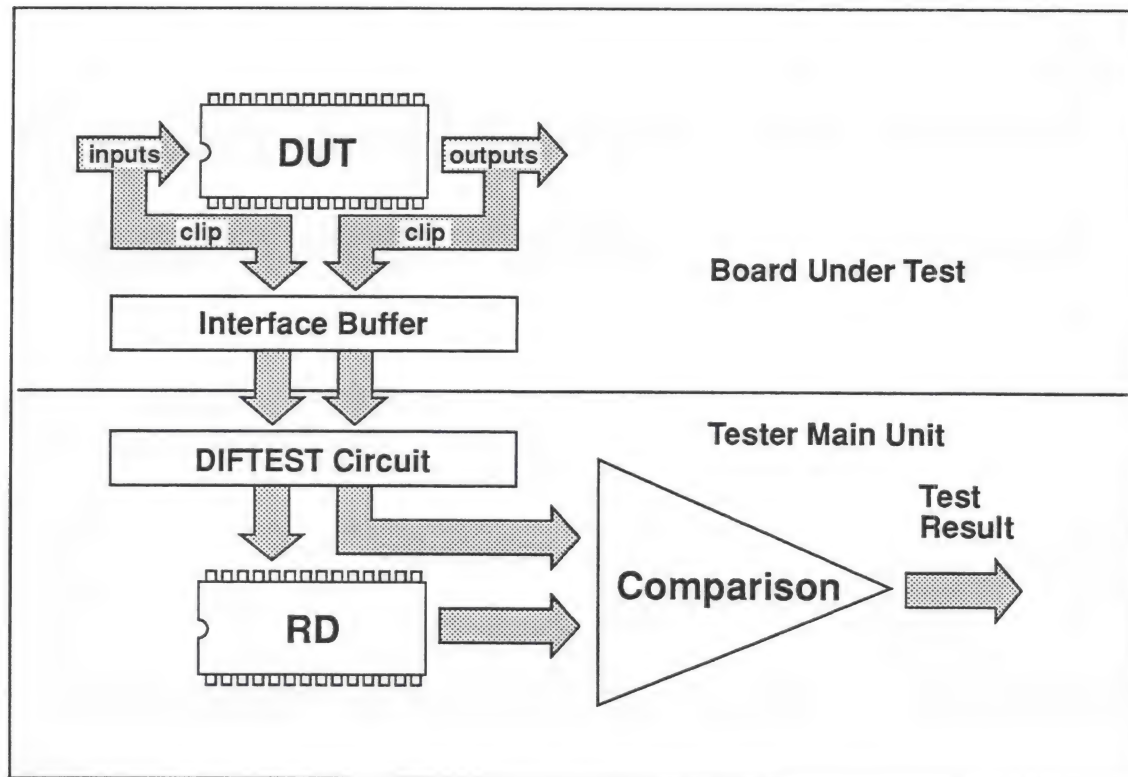 DUT
inputs
outputs
clip
clip
Board Under Test
Interface Buffer
Tester Main Unit
DIFTEST Circuit
Test
Result
Comparison
RD